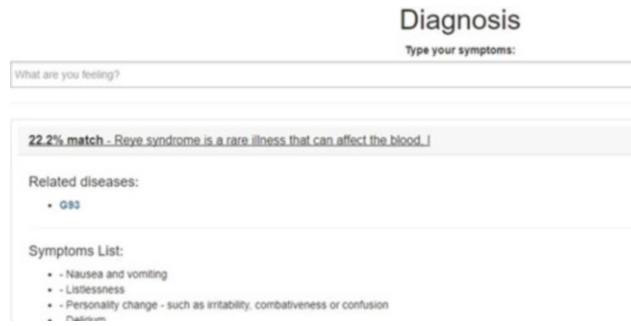 Diagnosis
Type your symptoms:
What are you feeling?
22.2% match - Reye syndrome is a rare illness that can affect the blood, l
Related diseases:
• G93
Symptoms List:
• - Nausea and vomiting
• - Listlessness
• - Personality change - such as irritability, combativeness or confusion
• - Delirium